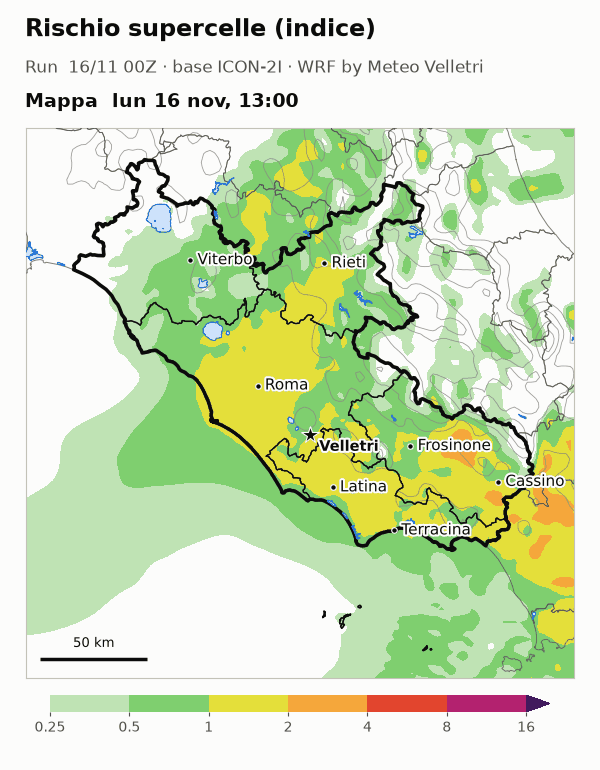 Rischio supercelle (indice)
Run  16/11 00Z · base ICON-2I · WRF by Meteo Velletri
Mappa  lun 16 nov, 13:00
Viterbo
Rieti
Roma
Velletri
Frosinone
Cassino
Latina
Terracina
50 km
0.25 0.5 1 2 4 8 16